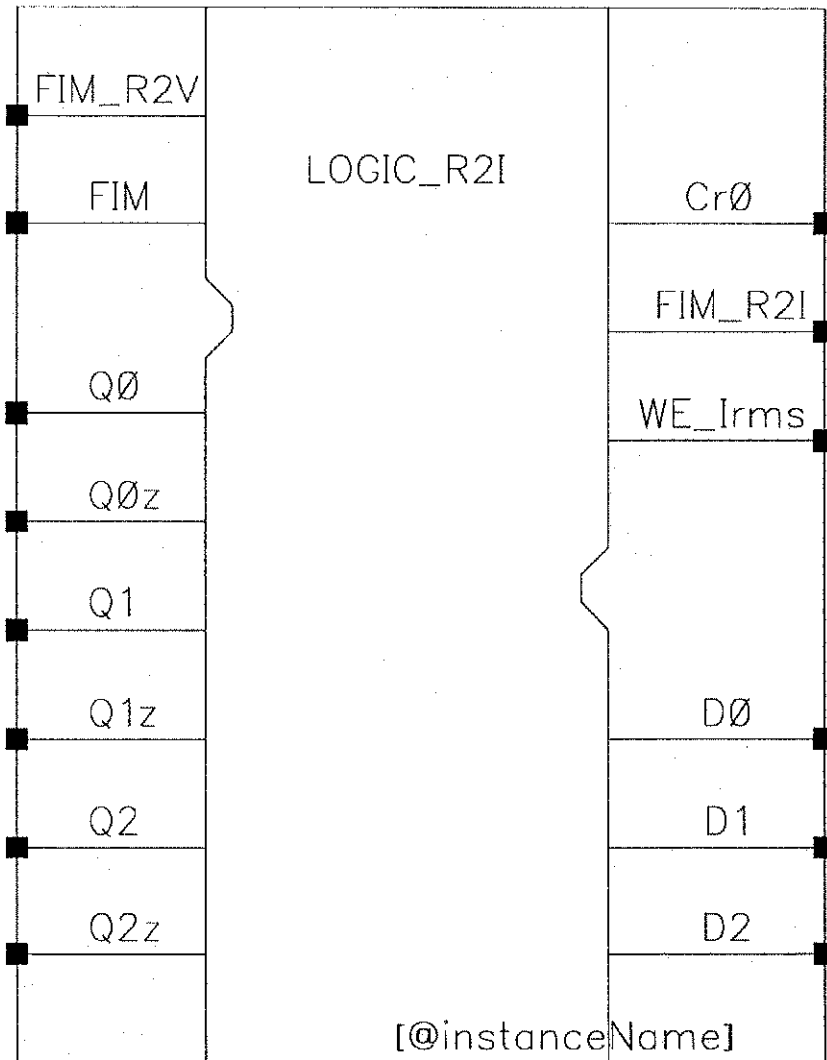 FIM_R2V
LOGIC_R2I
FIM
CrØ
FIM_R2I
QØ
WE_Irms
QØz
Q1
Q1z
DØ
Q2
D1
Q2z
D2
[@instanceName]